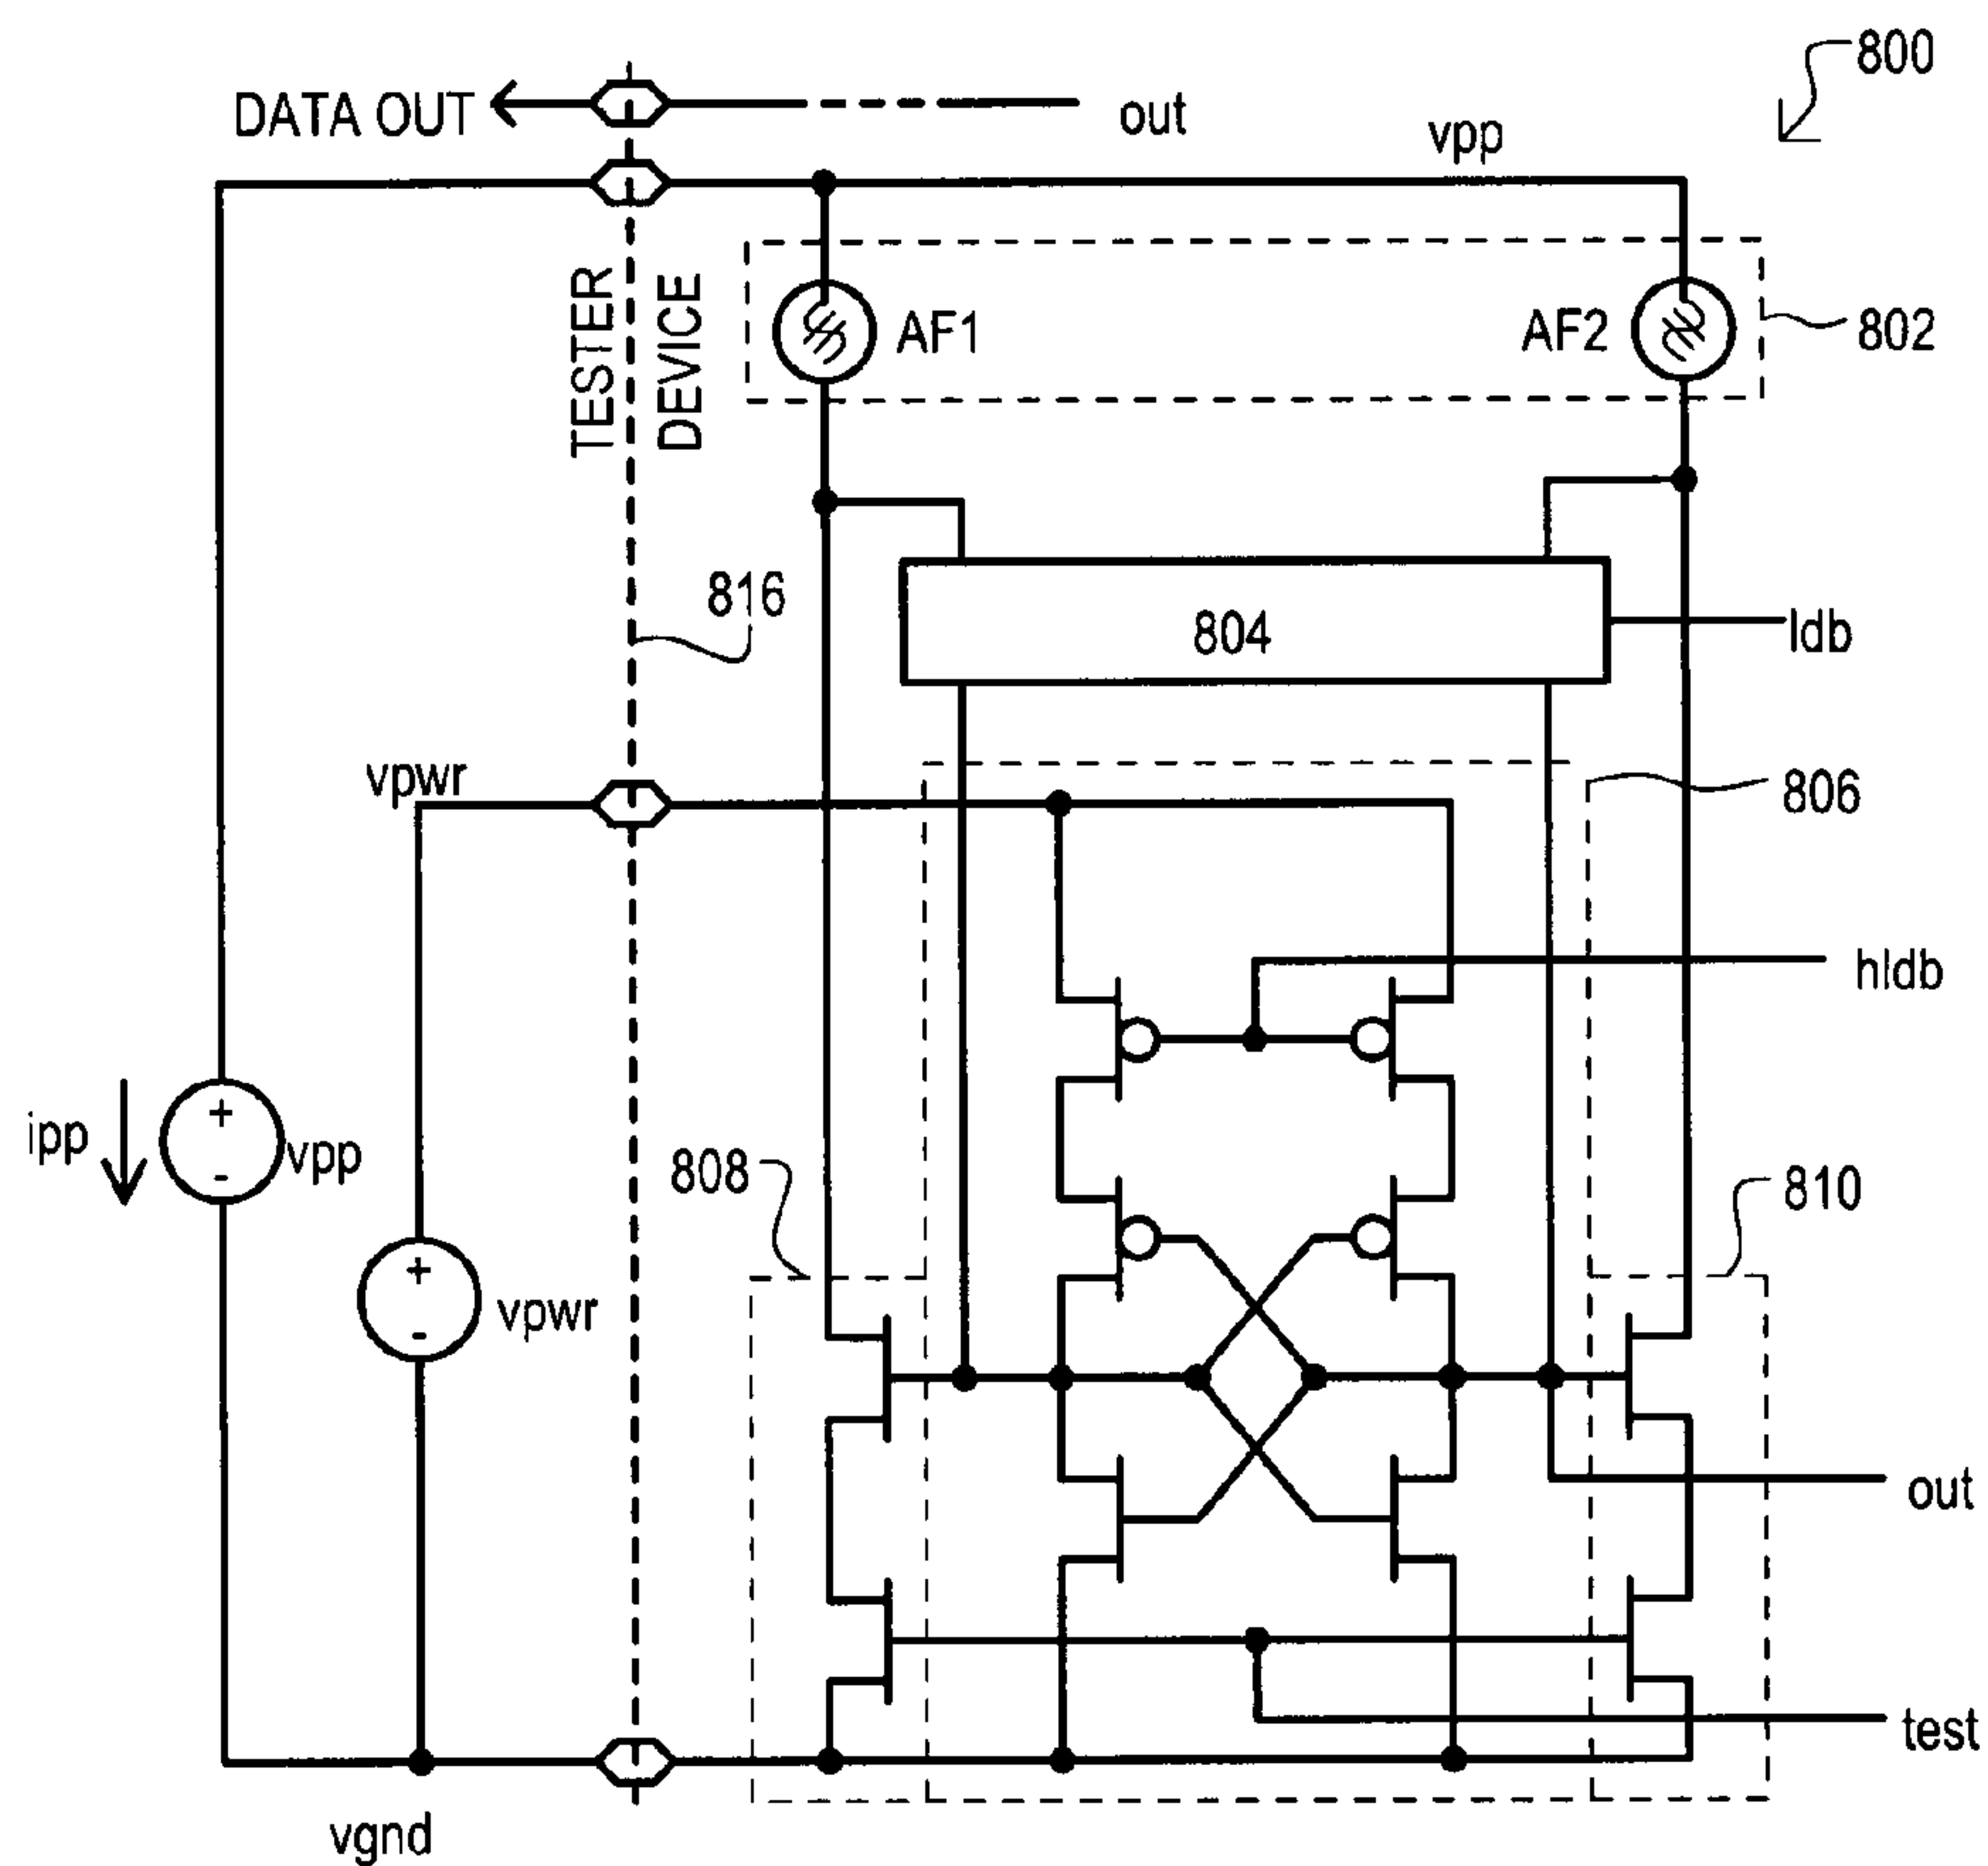 800
DATA OUT
out
vpp
TESTER
DEVICE
AF1
AF2
802
816
804
ldb
vpwr
806
hldb
ipp
+
-
vpp
808
810
+
-
vpwr
out
test
vgnd